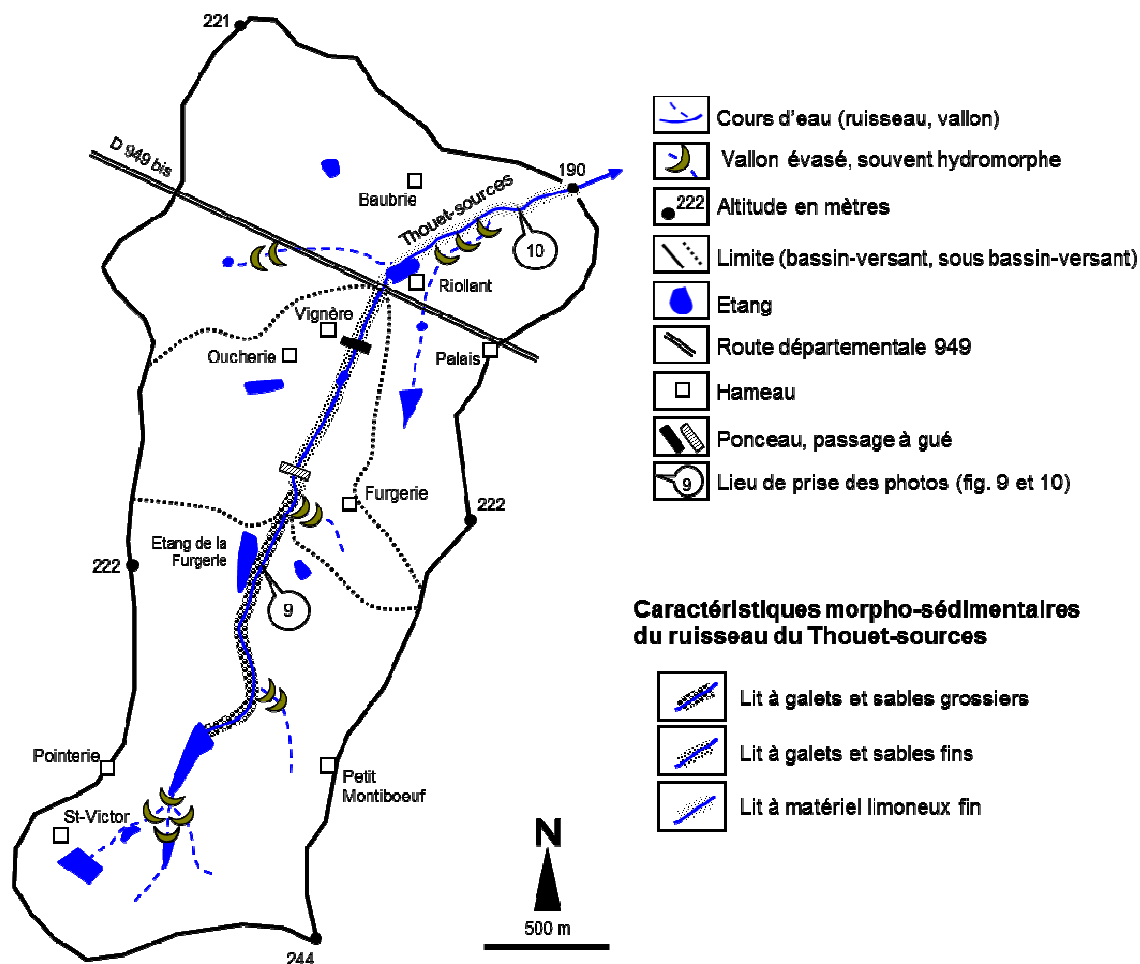 221
D 949 bis
Baubrie
190
Thouet-sources
10
Riollant
Vignère
Oucherie
Palais
Furgerie
222
Etang de la
Furgerie
222
9
Pointerie
Petit
Montiboeuf
St-Victor
244
N
500 m
Cours d'eau (ruisseau, vallon)
Vallon évasé, souvent hydromorphe
222
Altitude en mètres
Limite (bassin-versant, sous bassin-versant)
Etang
Route départementale 949
Hameau
Ponceau, passage à gué
9
Lieu de prise des photos (fig. 9 et 10)
Caractéristiques morpho-sédimentaires
du ruisseau du Thouet-sources
Lit à galets et sables grossiers
Lit à galets et sables fins
Lit à matériel limoneux fin